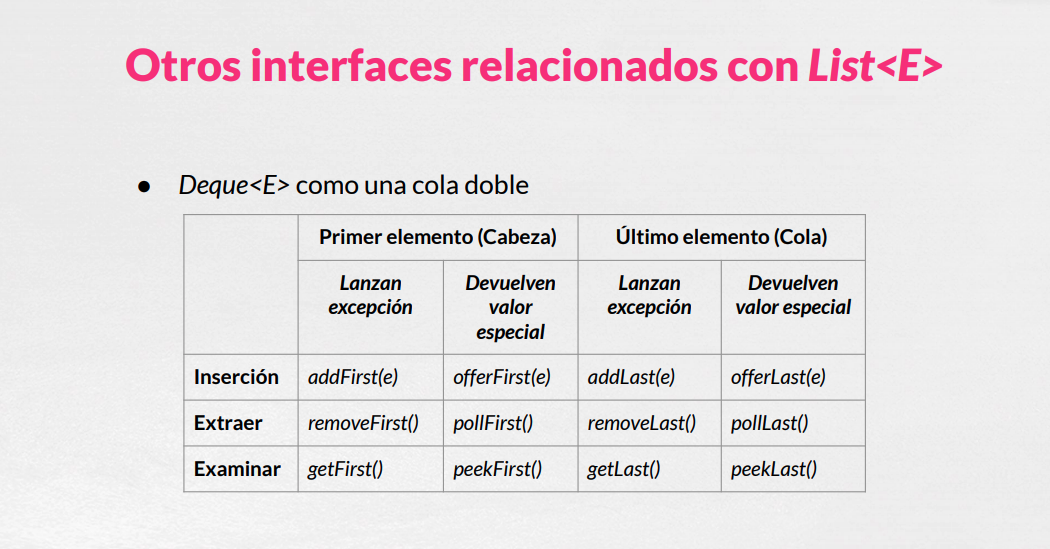 Otros interfaces relacionados con List<E>
● Deque<E> como una cola doble
Primer elemento (Cabeza) Último elemento (Cola)
Lanzan excepción Devuelven valor especial Lanzan excepción Devuelven valor especial
Inserción addFirst(e) offerFirst(e) addLast(e) offerLast(e)
Extraer removeFirst() pollFirst() removeLast() pollLast()
Examinar getFirst() peekFirst() getLast() peekLast()